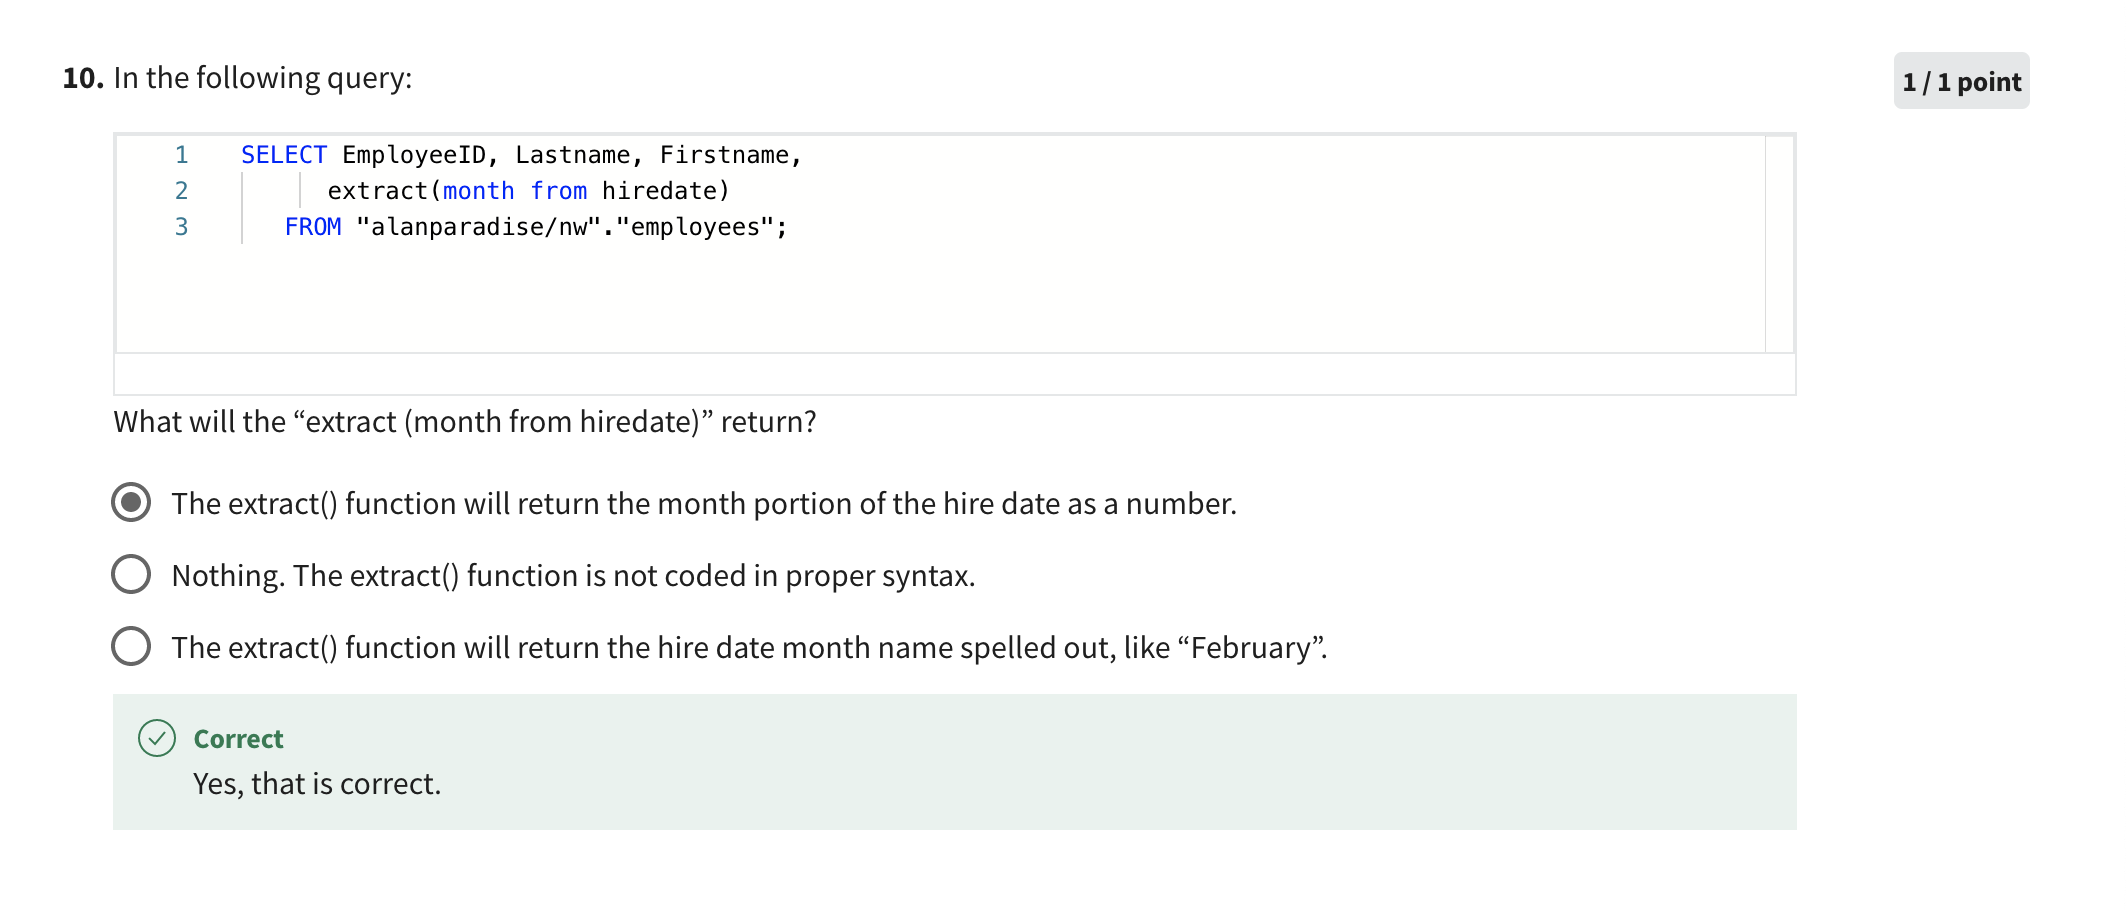 10. In the following query:
1 / 1 point
1 SELECT EmployeeID, Lastname, Firstname,
2 extract(month from hiredate)
3 FROM "alanparadise/nw"."employees";
What will the “extract (month from hiredate)” return?
The extract() function will return the month portion of the hire date as a number.
Nothing. The extract() function is not coded in proper syntax.
The extract() function will return the hire date month name spelled out, like “February”.
Correct
Yes, that is correct.